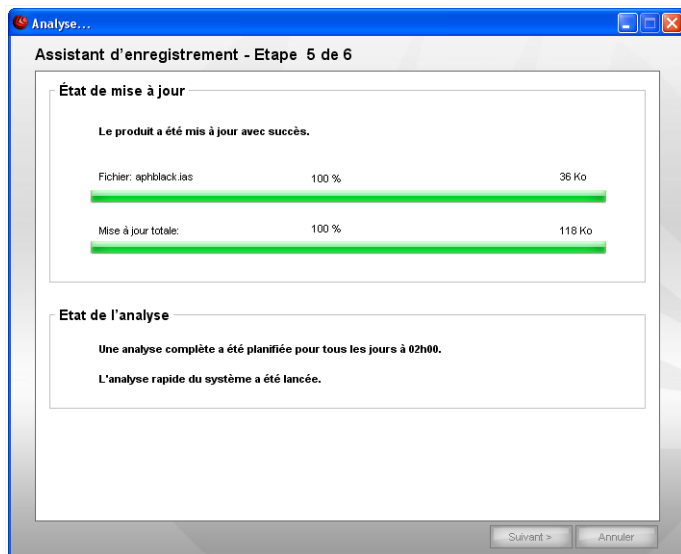 Analyse...
Assistant d'enregistrement - Etape 5 de 6
État de mise à jour
Le produit a été mis à jour avec succès.
Fichier: aphblack.ias 100 % 36 Ko
Mise à jour totale: 100 % 118 Ko
Etat de l'analyse
Une analyse complète a été planifiée pour tous les jours à 02h00.
L'analyse rapide du système a été lancée.
Suivant > Annuler